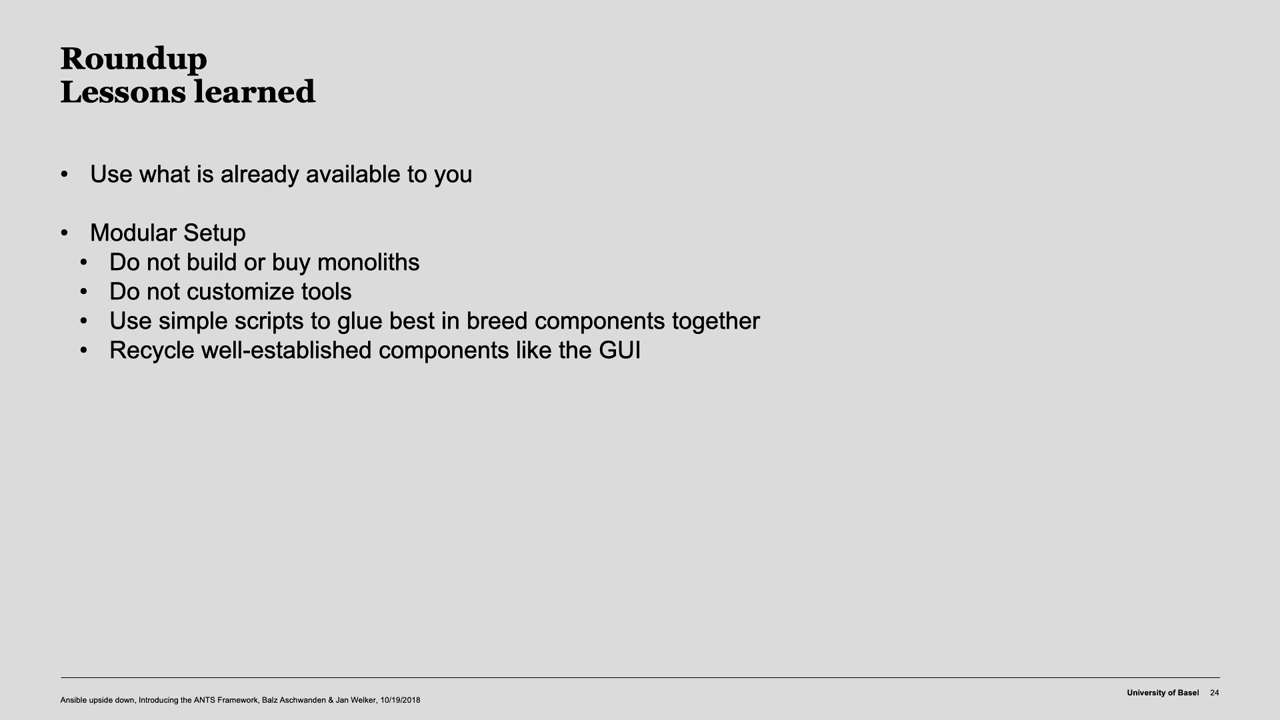 Roundup
Lessons learned
• Use what is already available to you
• Modular Setup
• Do not build or buy monoliths
• Do not customize tools
• Use simple scripts to glue best in breed components together
• Recycle well-established components like the GUI
Ansible upside down, Introducing the ANTS Framework, Balz Aschwanden & Jan Welker, 10/19/2018
University of Basel 24